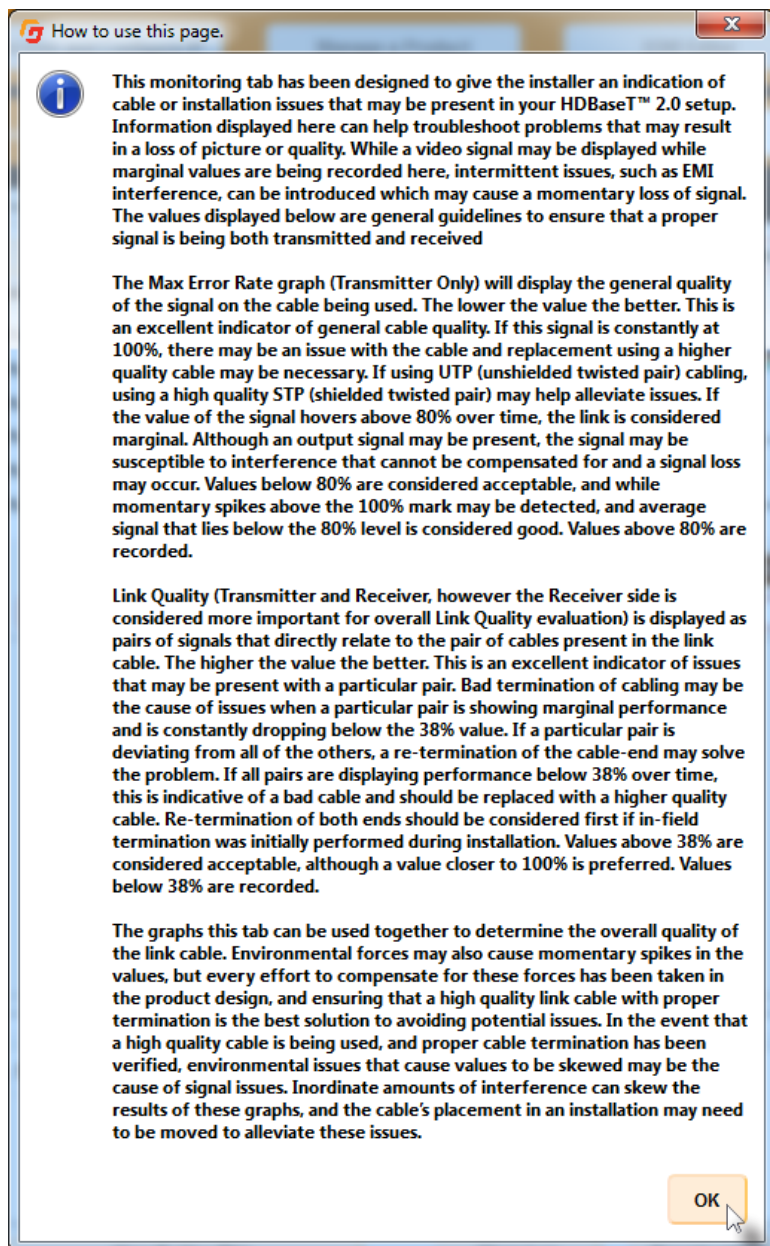 How to use this page.
This monitoring tab has been designed to give the installer an indication of
cable or installation issues that may be present in your HDBaseT™ 2.0 setup.
Information displayed here can help troubleshoot problems that may result
in a loss of picture or quality. While a video signal may be displayed while
marginal values are being recorded here, intermittent issues, such as EMI
interference, can be introduced which may cause a momentary loss of signal.
The values displayed below are general guidelines to ensure that a proper
signal is being both transmitted and received
The Max Error Rate graph (Transmitter Only) will display the general quality
of the signal on the cable being used. The lower the value the better. This is
an excellent indicator of general cable quality. If this signal is constantly at
100%, there may be an issue with the cable and replacement using a higher
quality cable may be necessary. If using UTP (unshielded twisted pair) cabling,
using a high quality STP (shielded twisted pair) may help alleviate issues. If
the value of the signal hovers above 80% over time, the link is considered
marginal. Although an output signal may be present, the signal may be
susceptible to interference that cannot be compensated for and a signal loss
may occur. Values below 80% are considered acceptable, and while
momentary spikes above the 100% mark may be detected, and average
signal that lies below the 80% level is considered good. Values above 80% are
recorded.
Link Quality (Transmitter and Receiver, however the Receiver side is
considered more important for overall Link Quality evaluation) is displayed as
pairs of signals that directly relate to the pair of cables present in the link
cable. The higher the value the better. This is an excellent indicator of issues
that may be present with a particular pair. Bad termination of cabling may be
the cause of issues when a particular pair is showing marginal performance
and is constantly dropping below the 38% value. If a particular pair is
deviating from all of the others, a re-termination of the cable-end may solve
the problem. If all pairs are displaying performance below 38% over time,
this is indicative of a bad cable and should be replaced with a higher quality
cable. Re-termination of both ends should be considered first if in-field
termination was initially performed during installation. Values above 38% are
considered acceptable, although a value closer to 100% is preferred. Values
below 38% are recorded.
The graphs this tab can be used together to determine the overall quality of
the link cable. Environmental forces may also cause momentary spikes in the
values, but every effort to compensate for these forces has been taken in
the product design, and ensuring that a high quality link cable with proper
termination is the best solution to avoiding potential issues. In the event that
a high quality cable is being used, and proper cable termination has been
verified, environmental issues that cause values to be skewed may be the
cause of signal issues. Inordinate amounts of interference can skew the
results of these graphs, and the cable's placement in an installation may need
to be moved to alleviate these issues.
OK